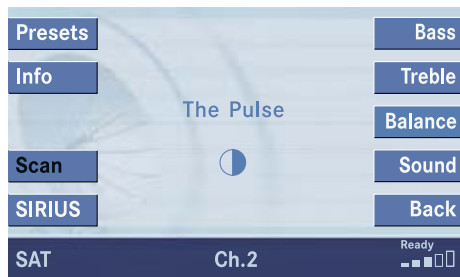 Presets
Bass
Info
Treble
The Pulse
Balance
Scan
Sound
SIRIUS
Back
SAT
Ch.2
Ready